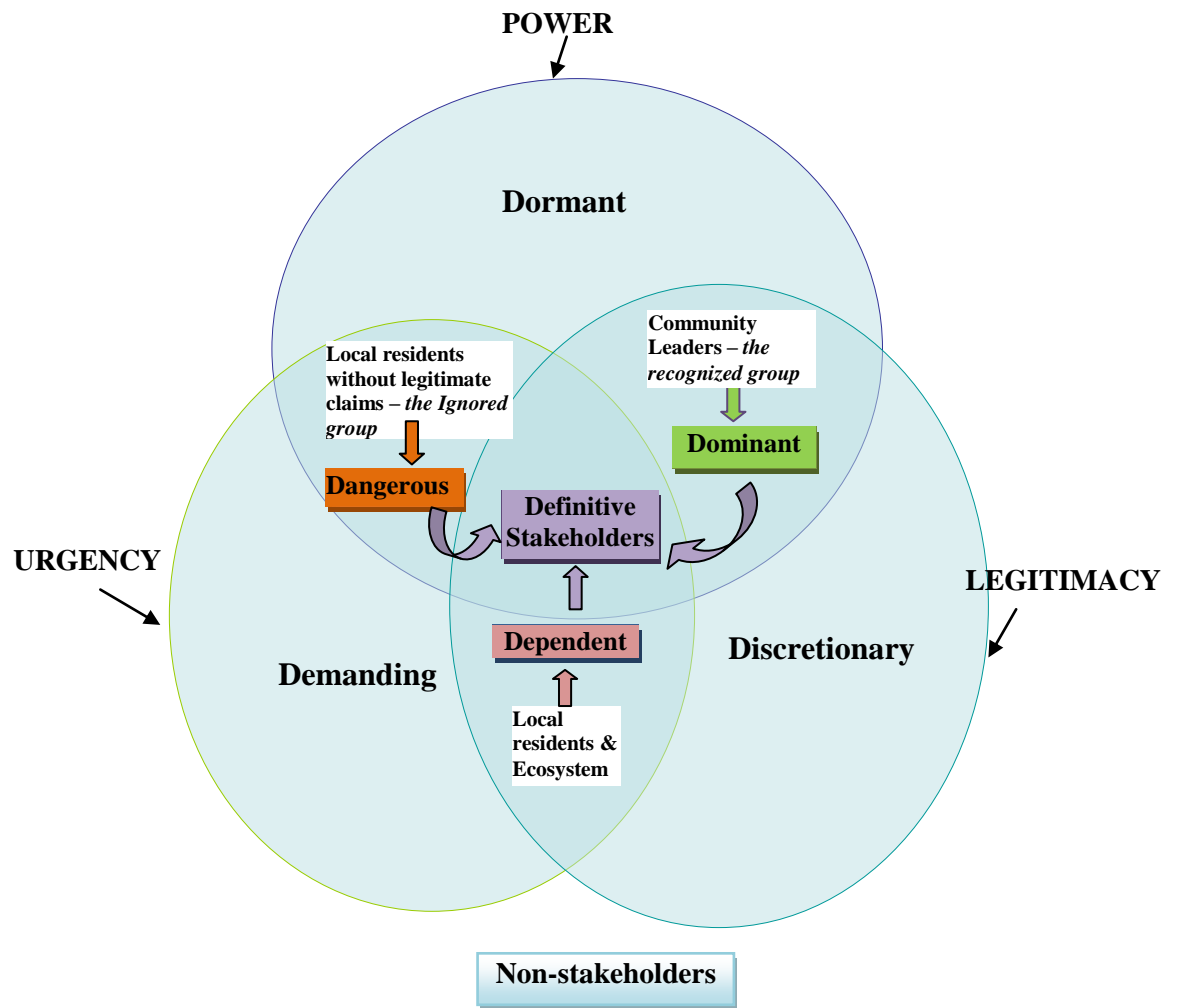 POWER
Dormant
Community
Leaders – the
recognized group
Local residents
without legitimate
claims – the Ignored
group
Dominant
Dangerous
Definitive
Stakeholders
URGENCY
LEGITIMACY
Dependent
Discretionary
Demanding
Local
residents &
Ecosystem
Non-stakeholders